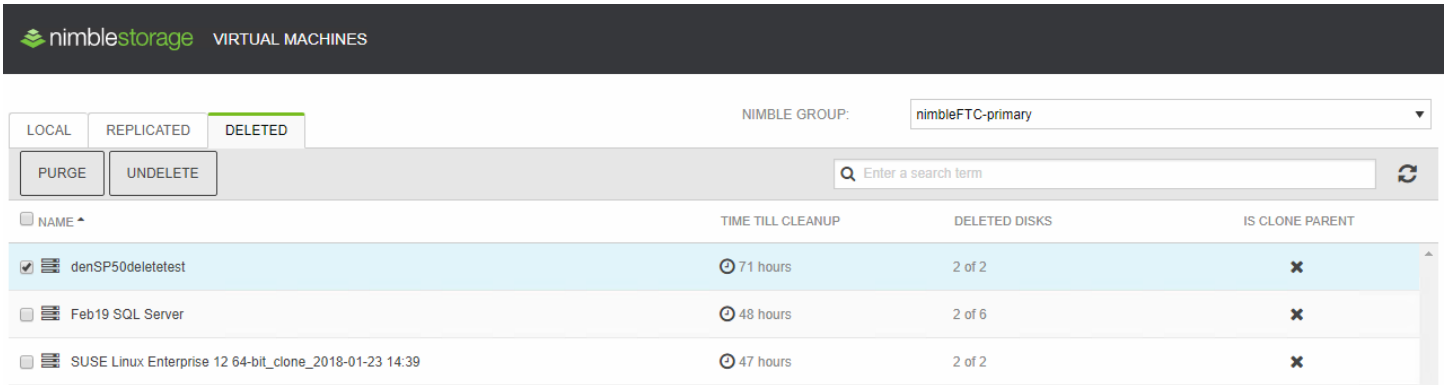 nimblestorage VIRTUAL MACHINES
NIMBLE GROUP: nimbleFTC-primary
LOCAL REPLICATED DELETED
PURGE UNDELETE Enter a search term
NAME TIME TILL CLEANUP DELETED DISKS IS CLONE PARENT
denSP50deletetest 71 hours 2 of 2
Feb19 SQL Server 48 hours 2 of 6
SUSE Linux Enterprise 12 64-bit_clone_2018-01-23 14:39 47 hours 2 of 2